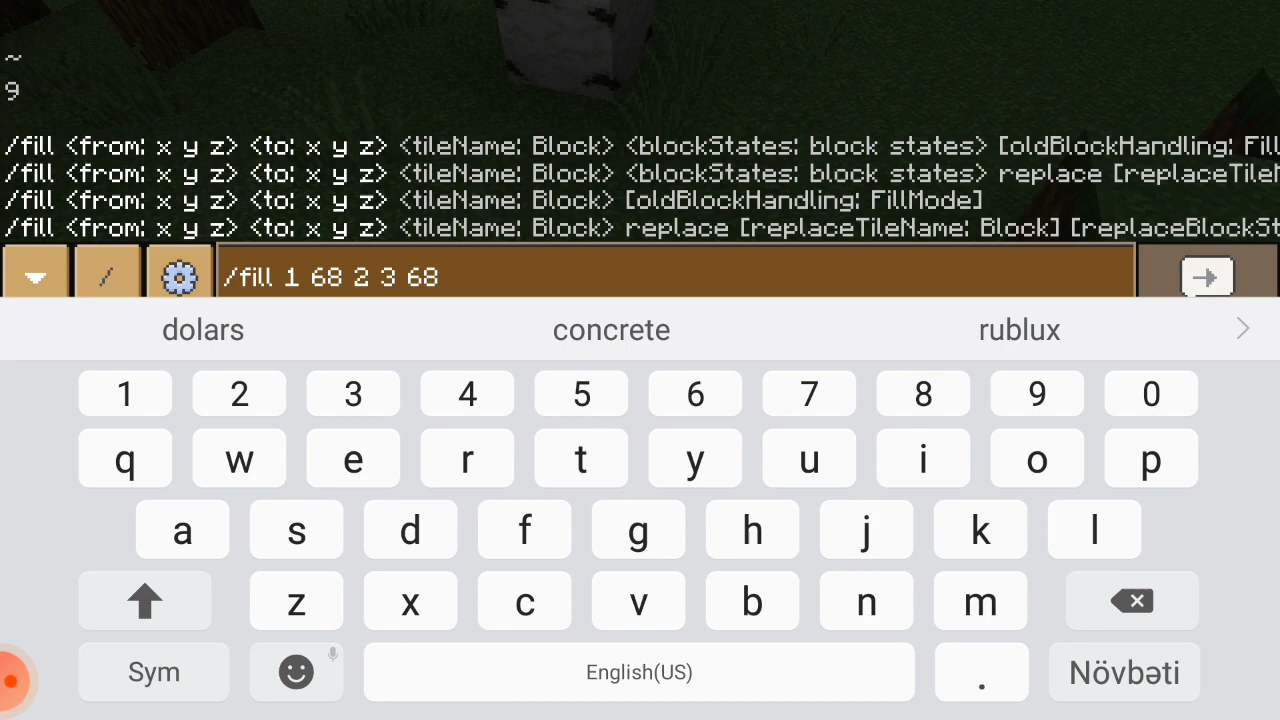 ~
9
/fill <from: x y z> <to: x y z> <tileName: Block> <blockStates: block states> [oldBlockHandling: Fill
/fill <from: x y z> <to: x y z> <tileName: Block> <blockStates: block states> replace [replaceTileN
/fill <from: x y z> <to: x y z> <tileName: Block> [oldBlockHandling: FillMode]
/fill <from: x y z> <to: x y z> <tileName: Block> replace [replaceTileName: Block] [replaceBlockSt
/ /fill 1 68 2 3 68
dolars concrete rublux
1 2 3 4 5 6 7 8 9 0
q w e r t y u i o p
a s d f g h j k l
z x c v b n m
Sym English(US) . Növbəti